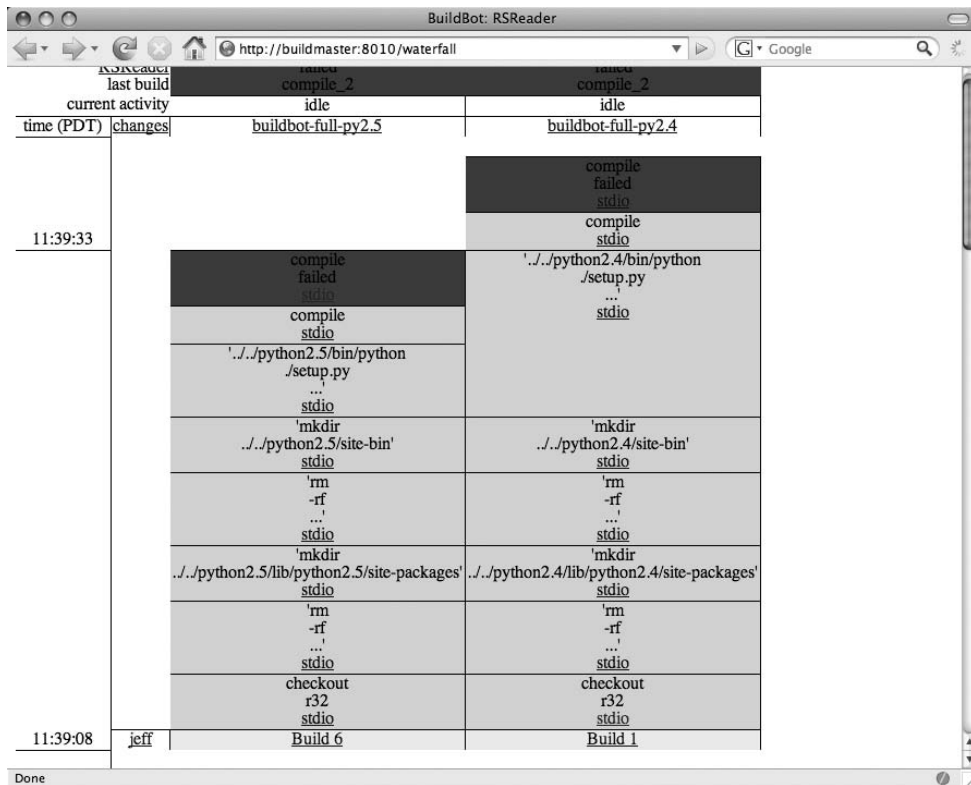 BuildBot: RSReader
http://buildmaster:8010/waterfall
G Google
RSReader failed failed
last build compile_2 compile_2
current activity idle idle
time (PDT) changes buildbot-full-py2.5 buildbot-full-py2.4
compile
failed
stdio
compile
11:39:33 stdio
compile '../../python2.4/bin/python
failed ./setup.py
stdio ...'
compile stdio
stdio
'../../python2.5/bin/python
./setup.py
...'
stdio
'mkdir 'mkdir
../../python2.5/site-bin' ../../python2.4/site-bin'
stdio stdio
'rm 'rm
-rf -rf
...' ...'
stdio stdio
'mkdir 'mkdir
../../python2.5/lib/python2.5/site-packages' ../../python2.4/lib/python2.4/site-packages'
stdio stdio
'rm 'rm
-rf -rf
...' ...'
stdio stdio
checkout checkout
r32 r32
stdio stdio
11:39:08 jeff Build 6 Build 1
Done